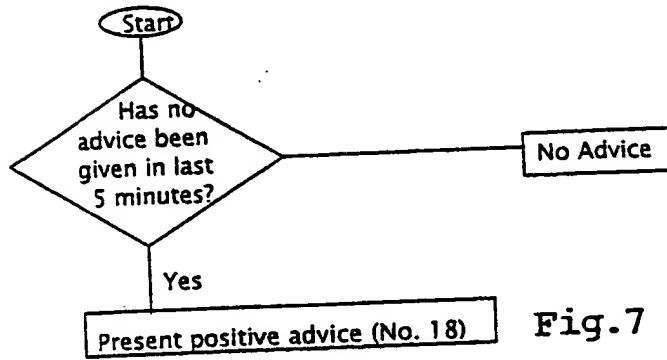 Start
Has no
advice been
given in last
5 minutes?
No Advice
Yes
Present positive advice (No. 18)
Fig.7